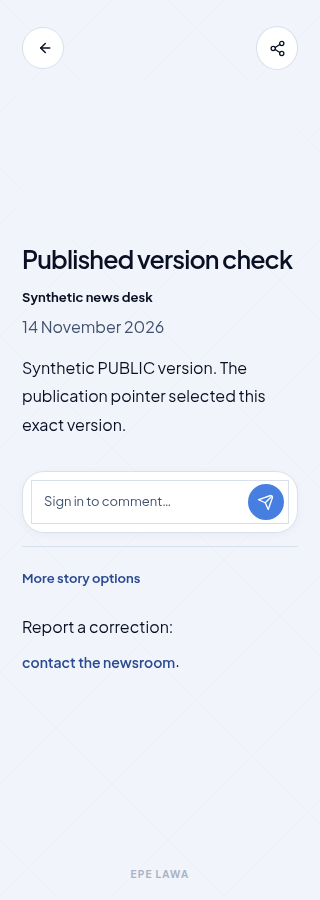 Published version check
Synthetic news desk
14 November 2026
Synthetic PUBLIC version. The
publication pointer selected this
exact version.
Sign in to comment...
More story options
Report a correction:
contact the newsroom.
EPE LAWA